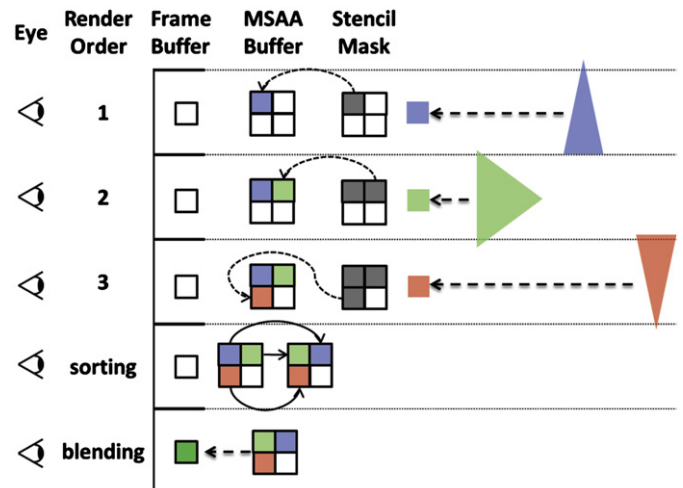 Eye
Render
Order
Frame
Buffer
MSAA
Buffer
Stencil
Mask
1
2
3
sorting
blending